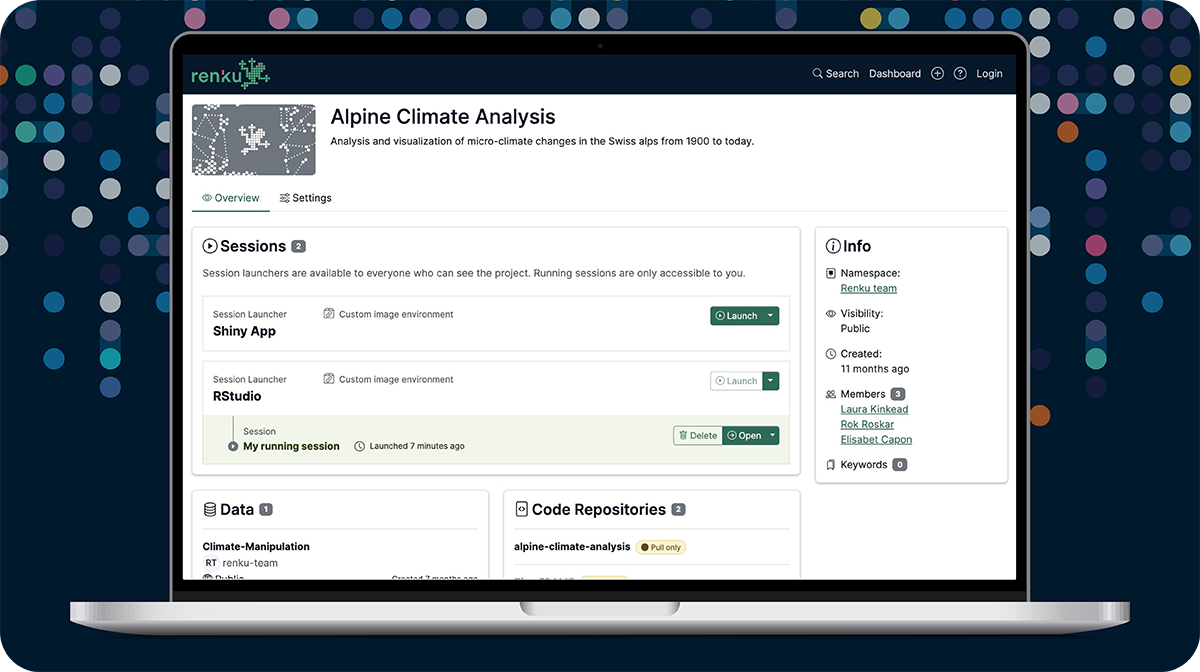 renku
Search Dashboard Login
Alpine Climate Analysis
Analysis and visualization of micro-climate changes in the Swiss alps from 1900 to today.
Overview Settings
Sessions 2
Session launchers are available to everyone who can see the project. Running sessions are only accessible to you.
Session Launcher Custom image environment
Shiny App
Launch
Session Launcher Custom image environment
RStudio
Launch
Session
My running session Launched 7 minutes ago
Delete Open
Info
Namespace:
Renku team
Visibility:
Public
Created:
11 months ago
Members 3
Laura Kinkead
Rok Roskar
Elisabet Capon
Keywords 0
Data 1
Climate-Manipulation
RT renku-team
Public Created 7 months ago
Code Repositories 2
alpine-climate-analysis Pull only